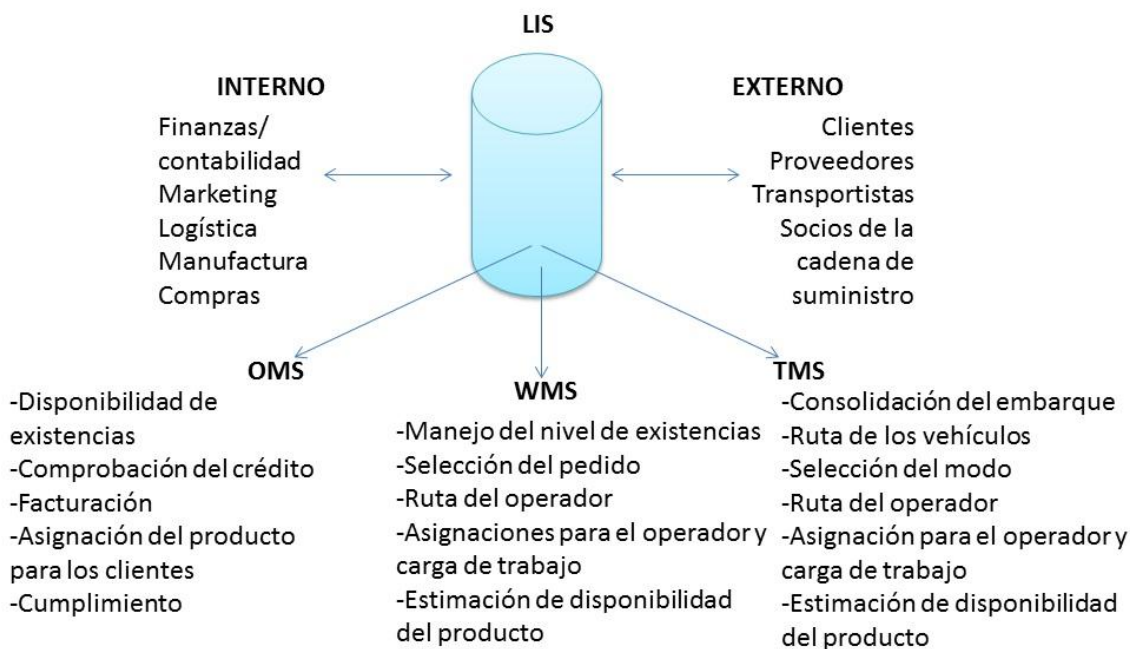 LIS
INTERNO
Finanzas/
contabilidad
Marketing
Logística
Manufactura
Compras
EXTERNO
Clientes
Proveedores
Transportistas
Socios de la
cadena de
suministro
OMS
-Disponibilidad de
existencias
-Comprobación del crédito
-Facturación
-Asignación del producto
para los clientes
-Cumplimiento
WMS
-Manejo del nivel de existencias
-Selección del pedido
-Ruta del operador
-Asignaciones para el operador y
carga de trabajo
-Estimación de disponibilidad
del producto
TMS
-Consolidación del embarque
-Ruta de los vehículos
-Selección del modo
-Ruta del operador
-Asignación para el operador y
carga de trabajo
-Estimación de disponibilidad
del producto